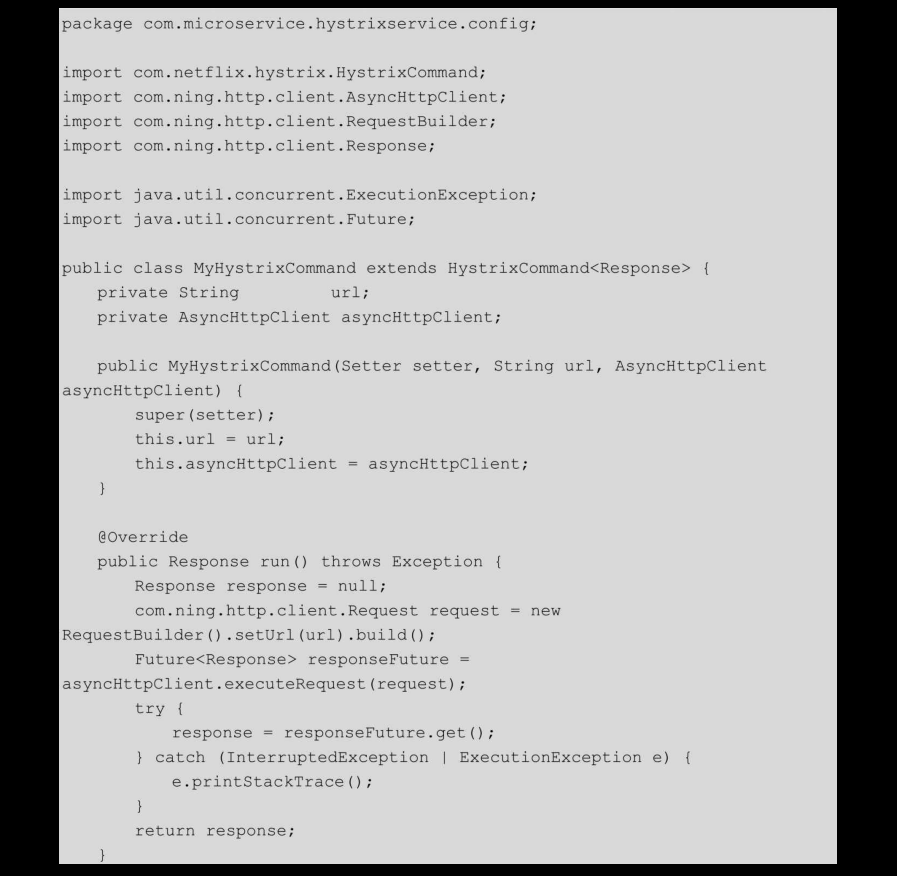 package com.microservice.hystrixservice.config;

import com.netflix.hystrix.HystrixCommand;
import com.ning.http.client.AsyncHttpClient;
import com.ning.http.client.RequestBuilder;
import com.ning.http.client.Response;

import java.util.concurrent.ExecutionException;
import java.util.concurrent.Future;

public class MyHystrixCommand extends HystrixCommand<Response> {
    private String          url;
    private AsyncHttpClient asyncHttpClient;

    public MyHystrixCommand(Setter setter, String url, AsyncHttpClient
asyncHttpClient) {
        super(setter);
        this.url = url;
        this.asyncHttpClient = asyncHttpClient;
    }

    @Override
    public Response run() throws Exception {
        Response response = null;
        com.ning.http.client.Request request = new
RequestBuilder().setUrl(url).build();
        Future<Response> responseFuture =
asyncHttpClient.executeRequest(request);
        try {
            response = responseFuture.get();
        } catch (InterruptedException | ExecutionException e) {
            e.printStackTrace();
        }
        return response;
    }